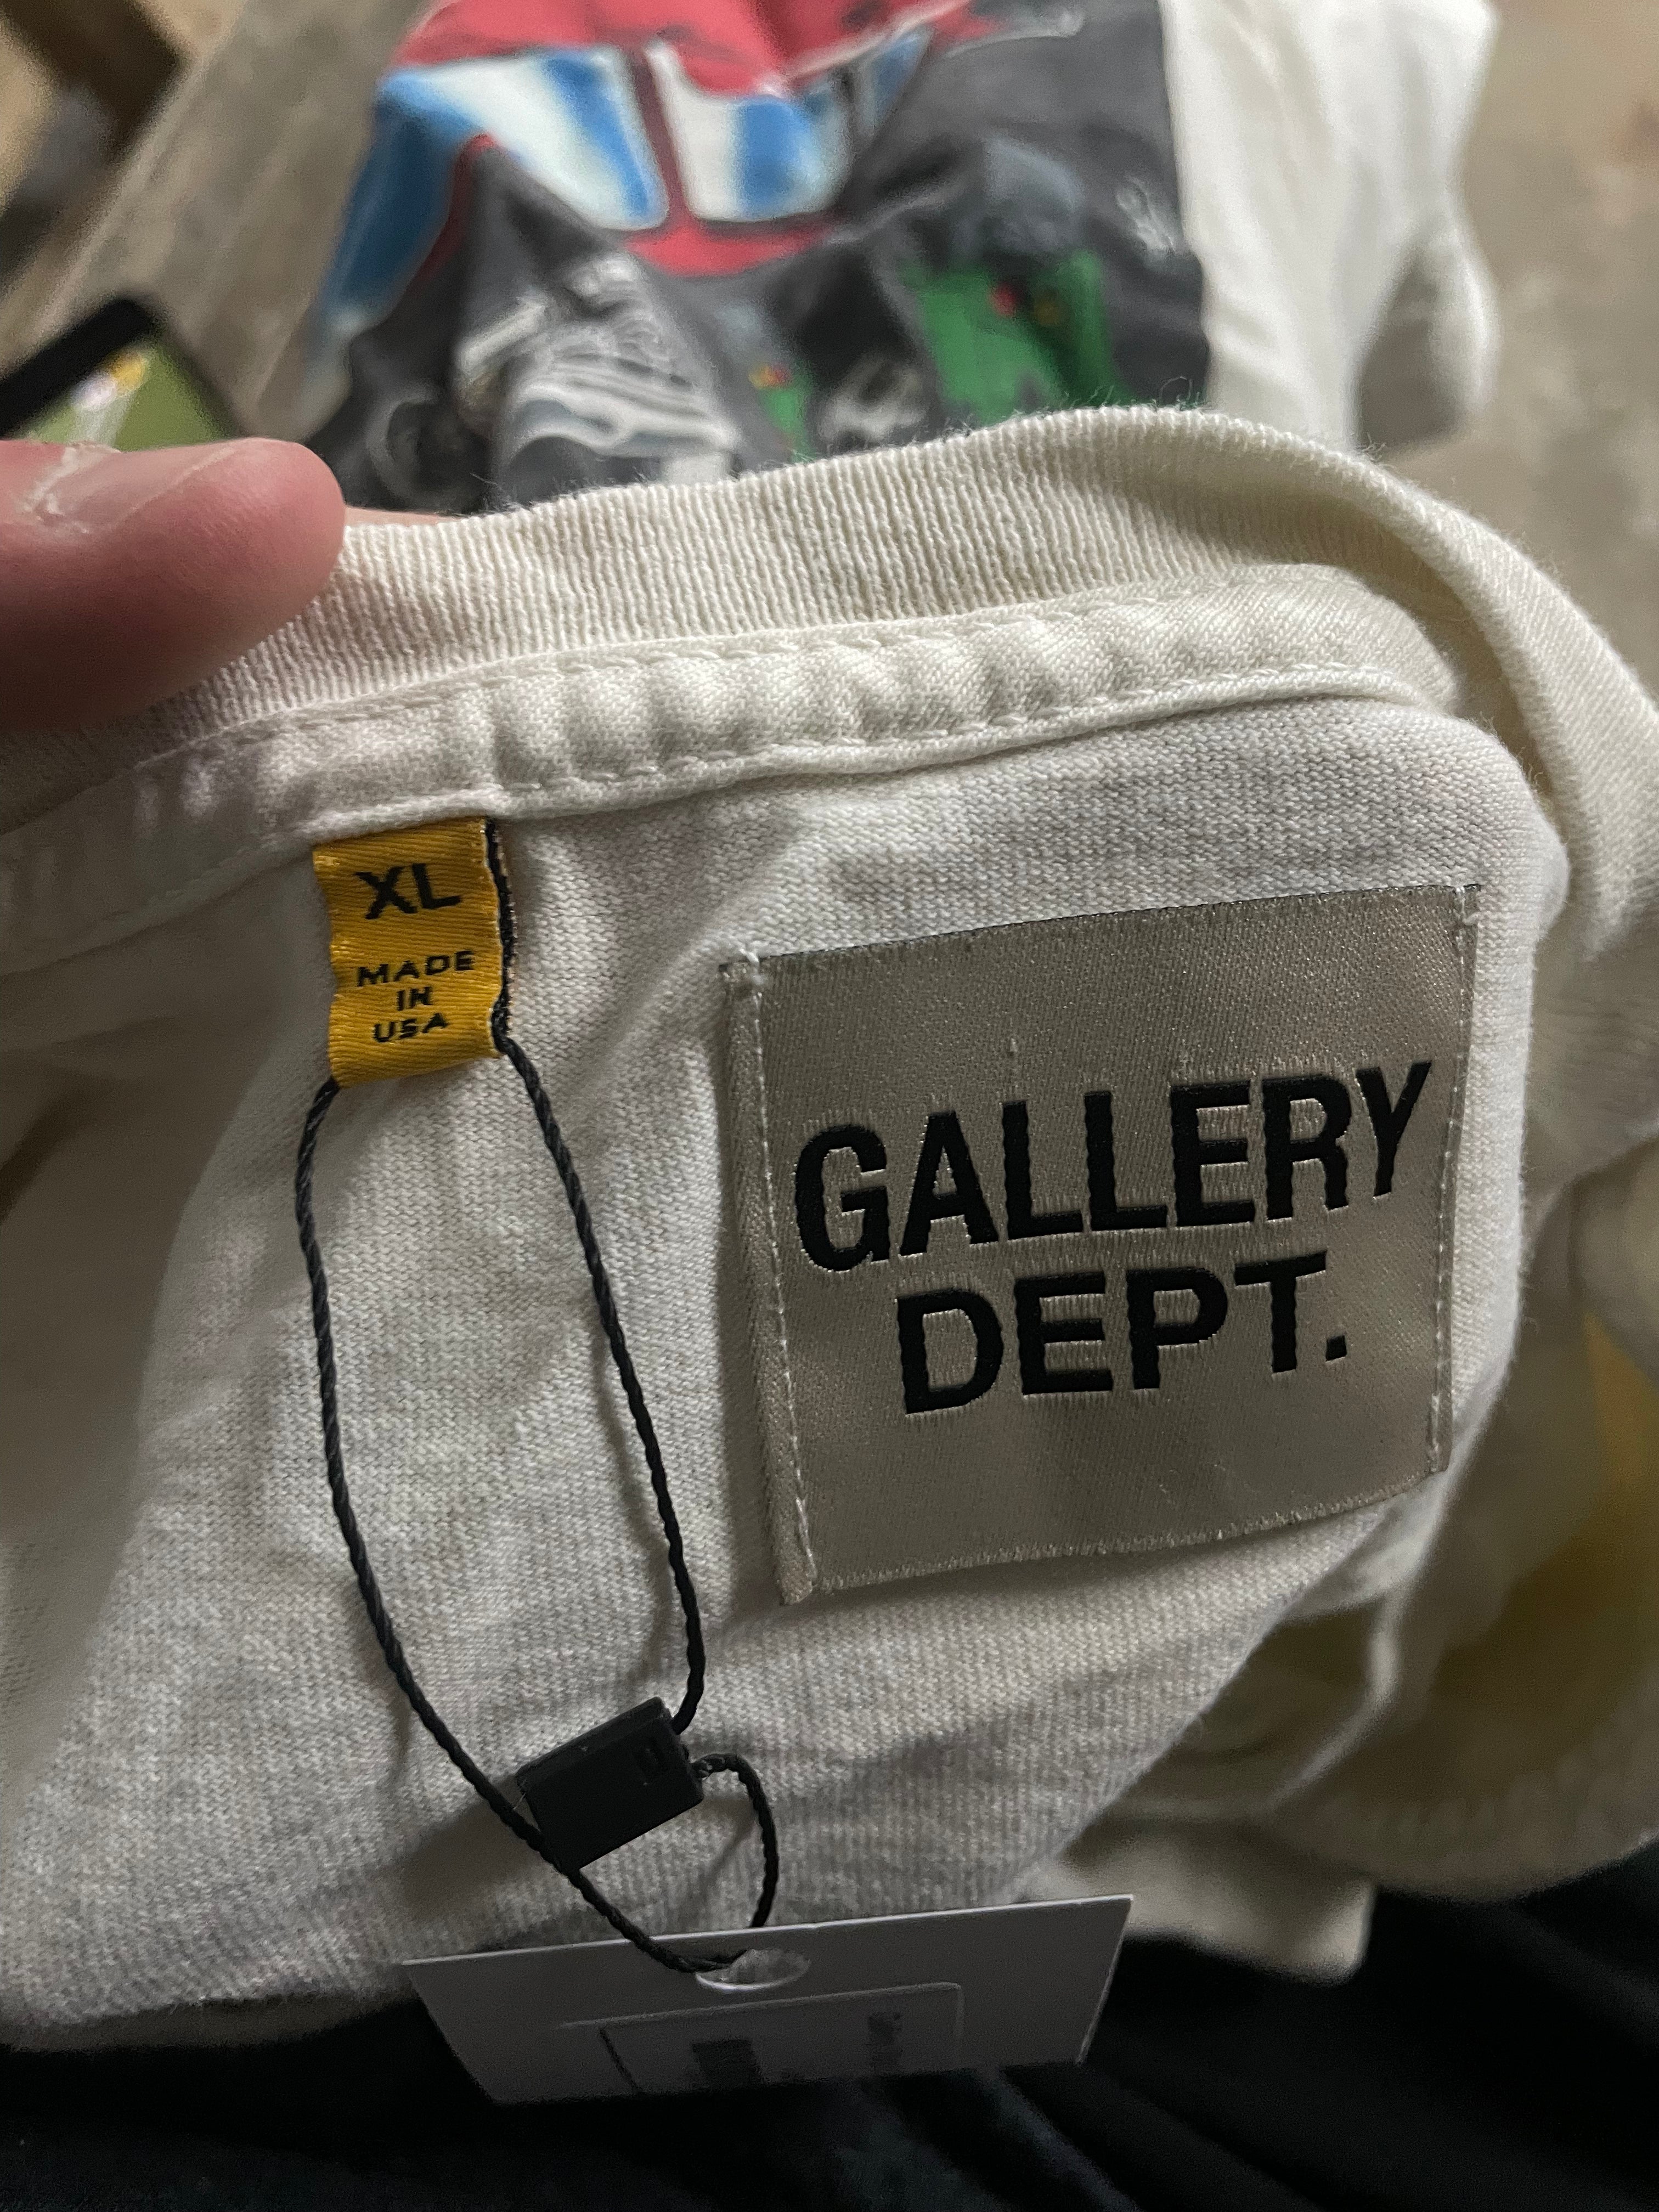 XL
MADE
IN
USA
GALLERY
DEPT.